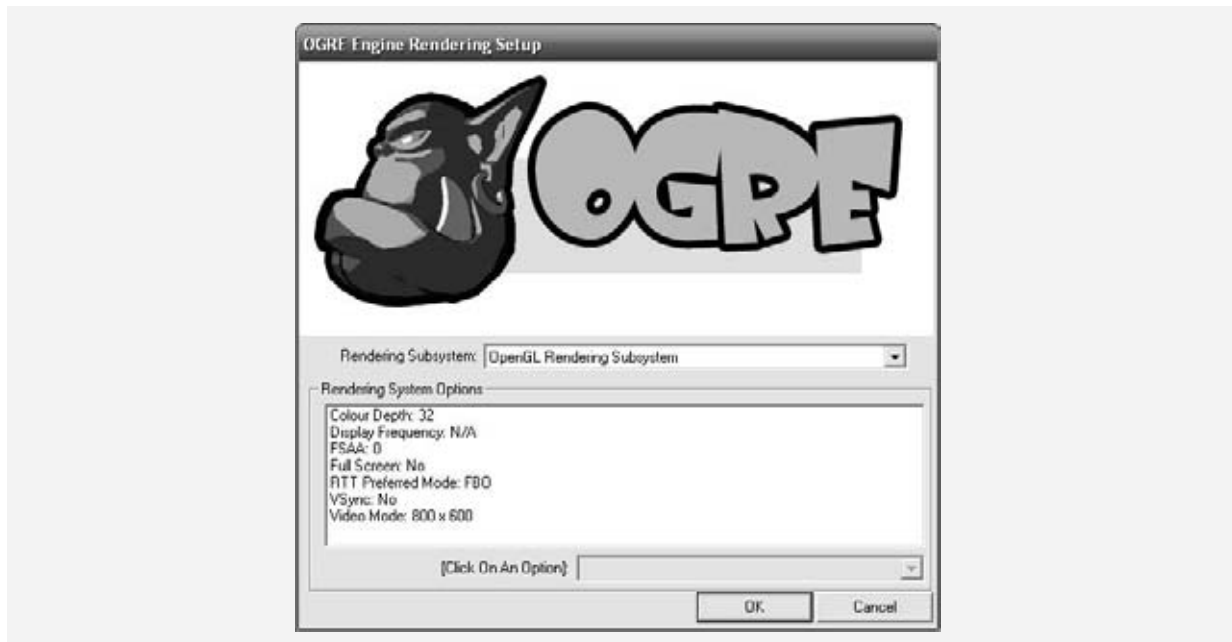 OGRE Engine Rendering Setup
OGRE
Rendering Subsystem: OpenGL Rendering Subsystem
Rendering System Options
Colour Depth: 32
Display Frequency: N/A
FSAA: 0
Full Screen: No
RTT Preferred Mode: FBO
VSync: No
Video Mode: 800 x 600
[Click On An Option]:
OK Cancel